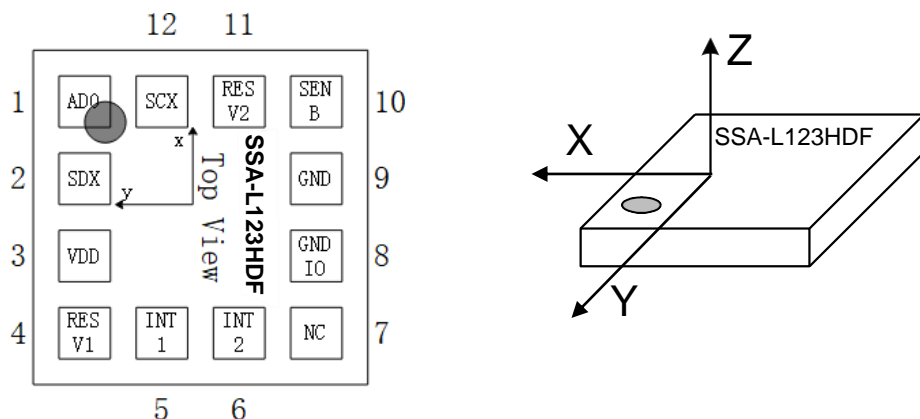 12 11
1 AD0 SCX RES V2 SEN B 10
x
2 SDX GND 9
y
Top View
SSA-L123HDF
3 VDD GND IO 8
4 RES V1 INT 1 INT 2 NC 7
5 6
Z
SSA-L123HDF
X
Y